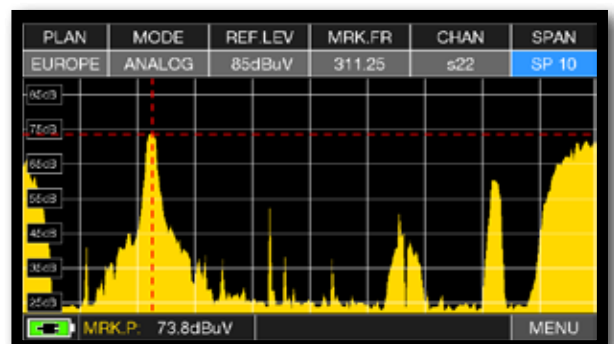 PLAN MODE REF.LEV MRK.FR CHAN SPAN
EUROPE ANALOG 85dBuV 311.25 s22 SP 10
75dB
65dB
55dB
45dB
35dB
25dB
MRK.P: 73.8dBuV MENU